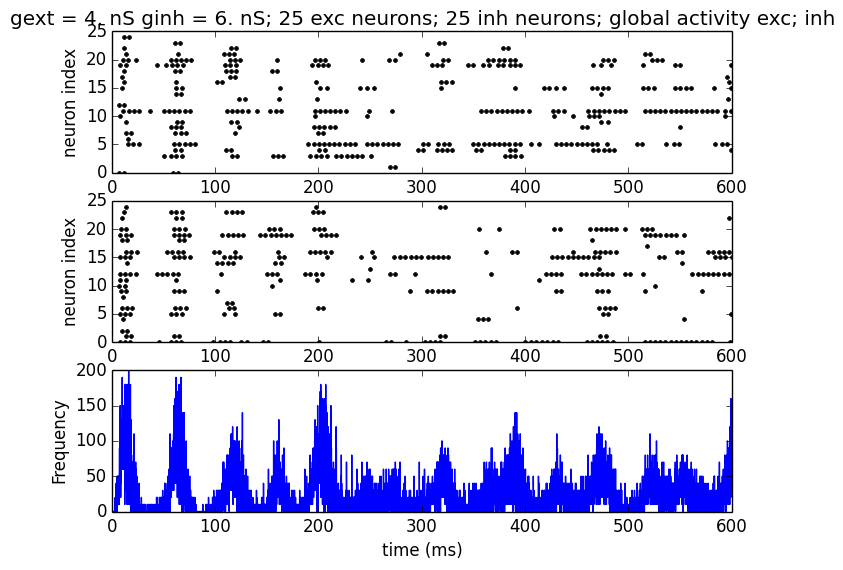 gext = 4. nS ginh = 6. nS; 25 exc neurons; 25 inh neurons; global activity exc; inh
25
20
15
10
5
0
neuron index
0 100 200 300 400 500 600
25
20
15
10
5
0
neuron index
0 100 200 300 400 500 600
200
150
100
50
0
Frequency
0 100 200 300 400 500 600
time (ms)